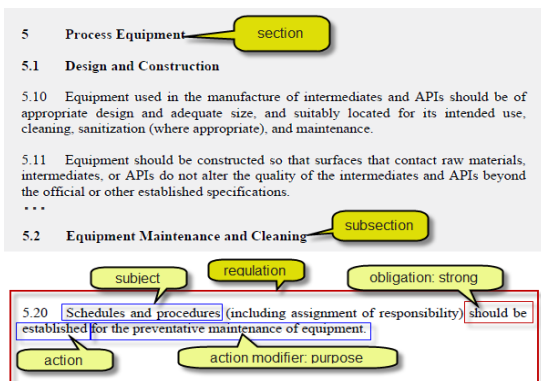 5 Process Equipment section
5.1 Design and Construction
5.10 Equipment used in the manufacture of intermediates and APIs should be of
appropriate design and adequate size, and suitably located for its intended use,
cleaning, sanitization (where appropriate), and maintenance.
5.11 Equipment should be constructed so that surfaces that contact raw materials,
intermediates, or APIs do not alter the quality of the intermediates and APIs beyond
the official or other established specifications.
...
5.2 Equipment Maintenance and Cleaning subsection
subject regulation obligation: strong
5.20 Schedules and procedures (including assignment of responsibility) should be
established for the preventative maintenance of equipment.
action action modifier: purpose